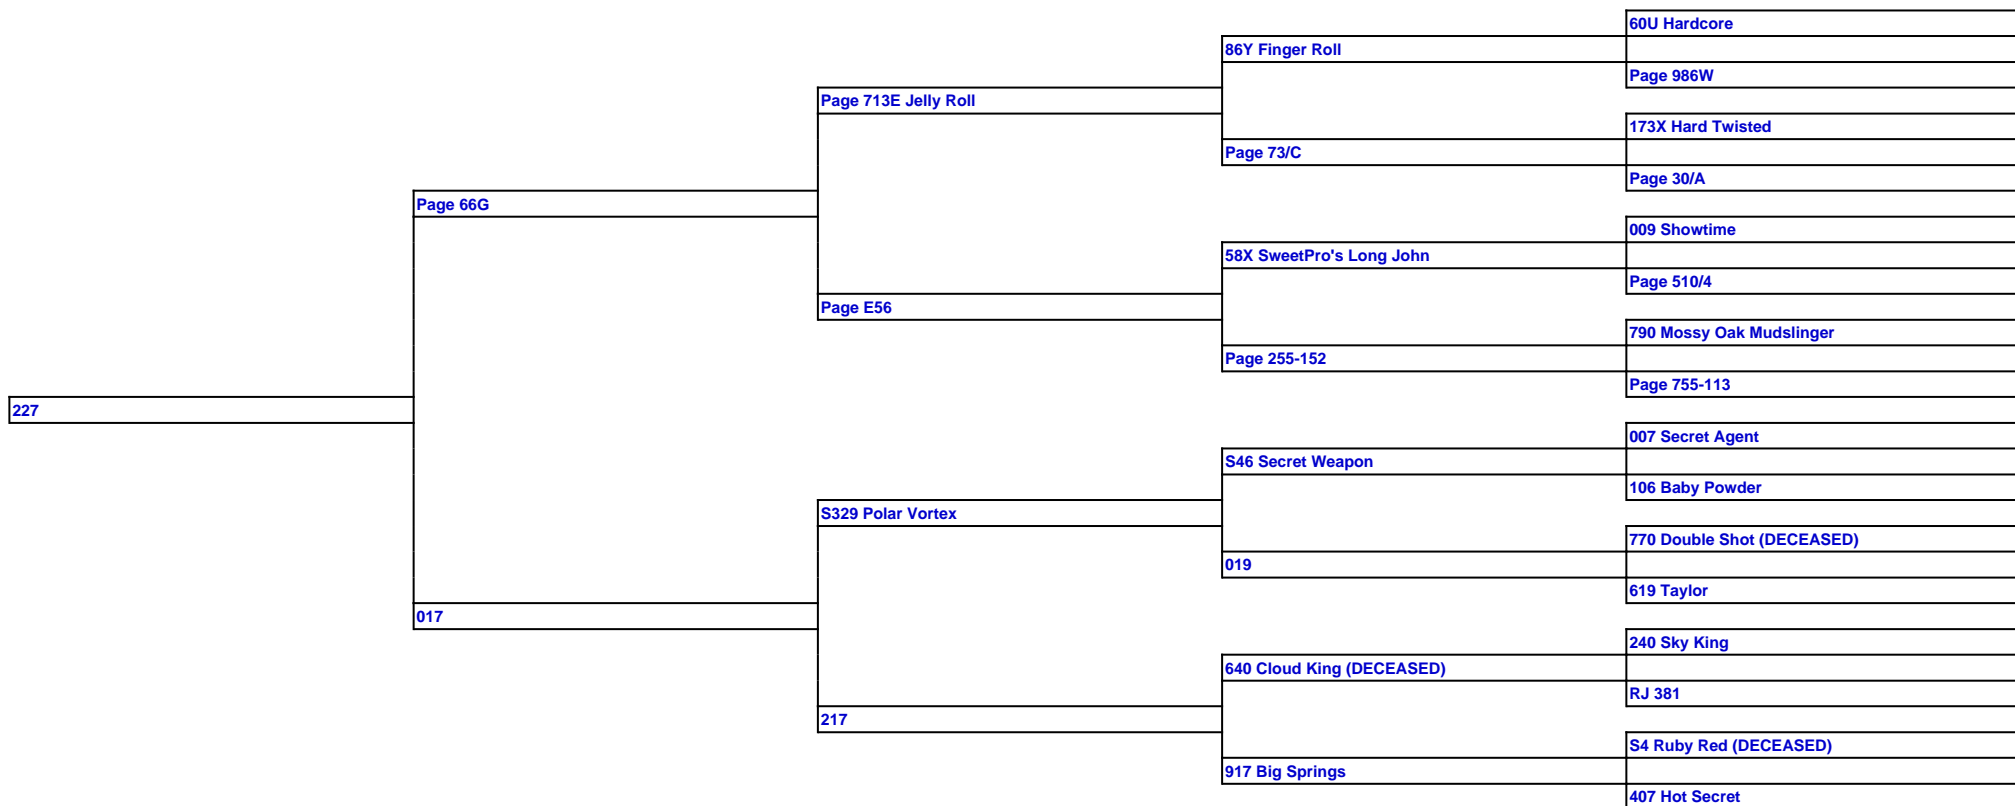 60U Hardcore
86Y Finger Roll
Page 986W
Page 713E Jelly Roll
173X Hard Twisted
Page 73/C
Page 30/A
Page 66G
009 Showtime
58X SweetPro's Long John
Page 510/4
Page E56
790 Mossy Oak Mudslinger
Page 255-152
Page 755-113
227
007 Secret Agent
S46 Secret Weapon
106 Baby Powder
S329 Polar Vortex
770 Double Shot (DECEASED)
019
619 Taylor
017
240 Sky King
640 Cloud King (DECEASED)
RJ 381
217
S4 Ruby Red (DECEASED)
917 Big Springs
407 Hot Secret